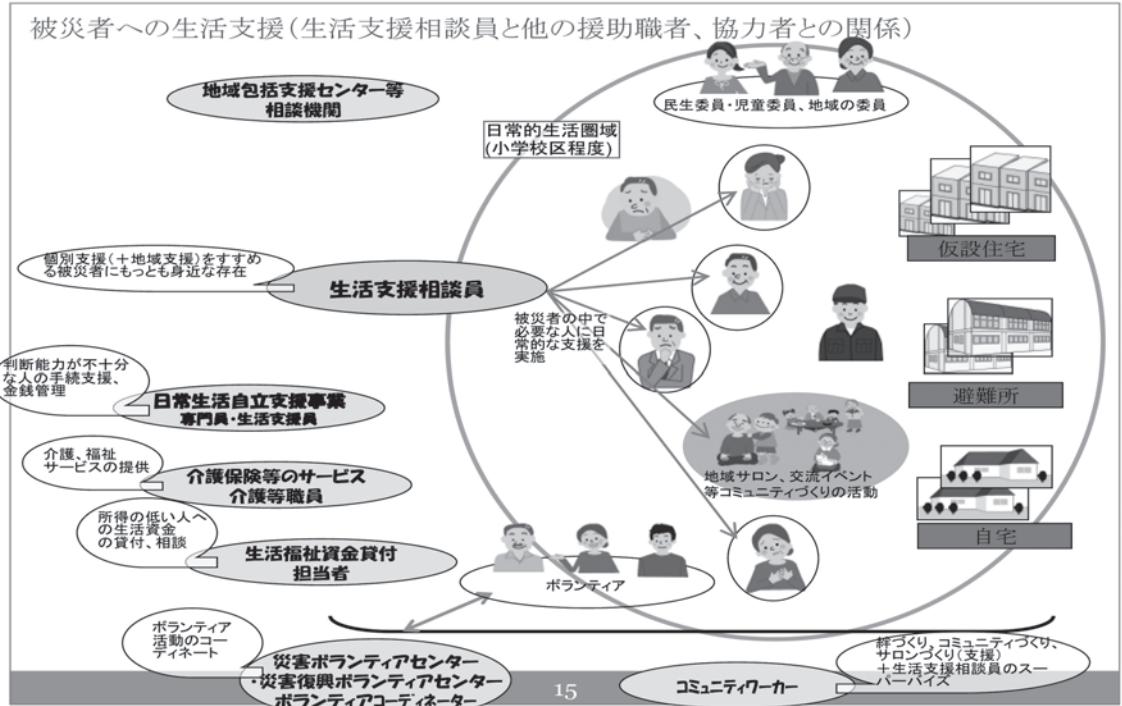 被災者への生活支援(生活支援相談員と他の援助職者、協力者との関係)
地域包括支援センター等
相談機関
民生委員・児童委員、地域の委員
日常的生活圏域
(小学校区程度)
仮設住宅
個別支援(＋地域支援)をすすめ
る被災者にもっとも身近な存在
生活支援相談員
被災者の中で
必要な人に日
常的な支援を
実施
避難所
判断能力が不十分
な人の手続支援、
金銭管理
日常生活自立支援事業
専門員・生活支援員
介護、福祉
サービスの提供
介護保険等のサービス
介護等職員
地域サロン、交流イベント
等コミュニティづくりの活動
自宅
所得の低い人へ
の生活資金
の貸付、相談
生活福祉資金貸付
担当者
ボランティア
ボランティア
活動のコー
ディネート
災害ボランティアセンター
・災害復興ボランティアセンター
ボランティアコーディネーター
15
コミュニティワーカー
絆づくり、コミュニティづくり、
サロンづくり(支援)
＋生活支援相談員のスー
パーバイズ